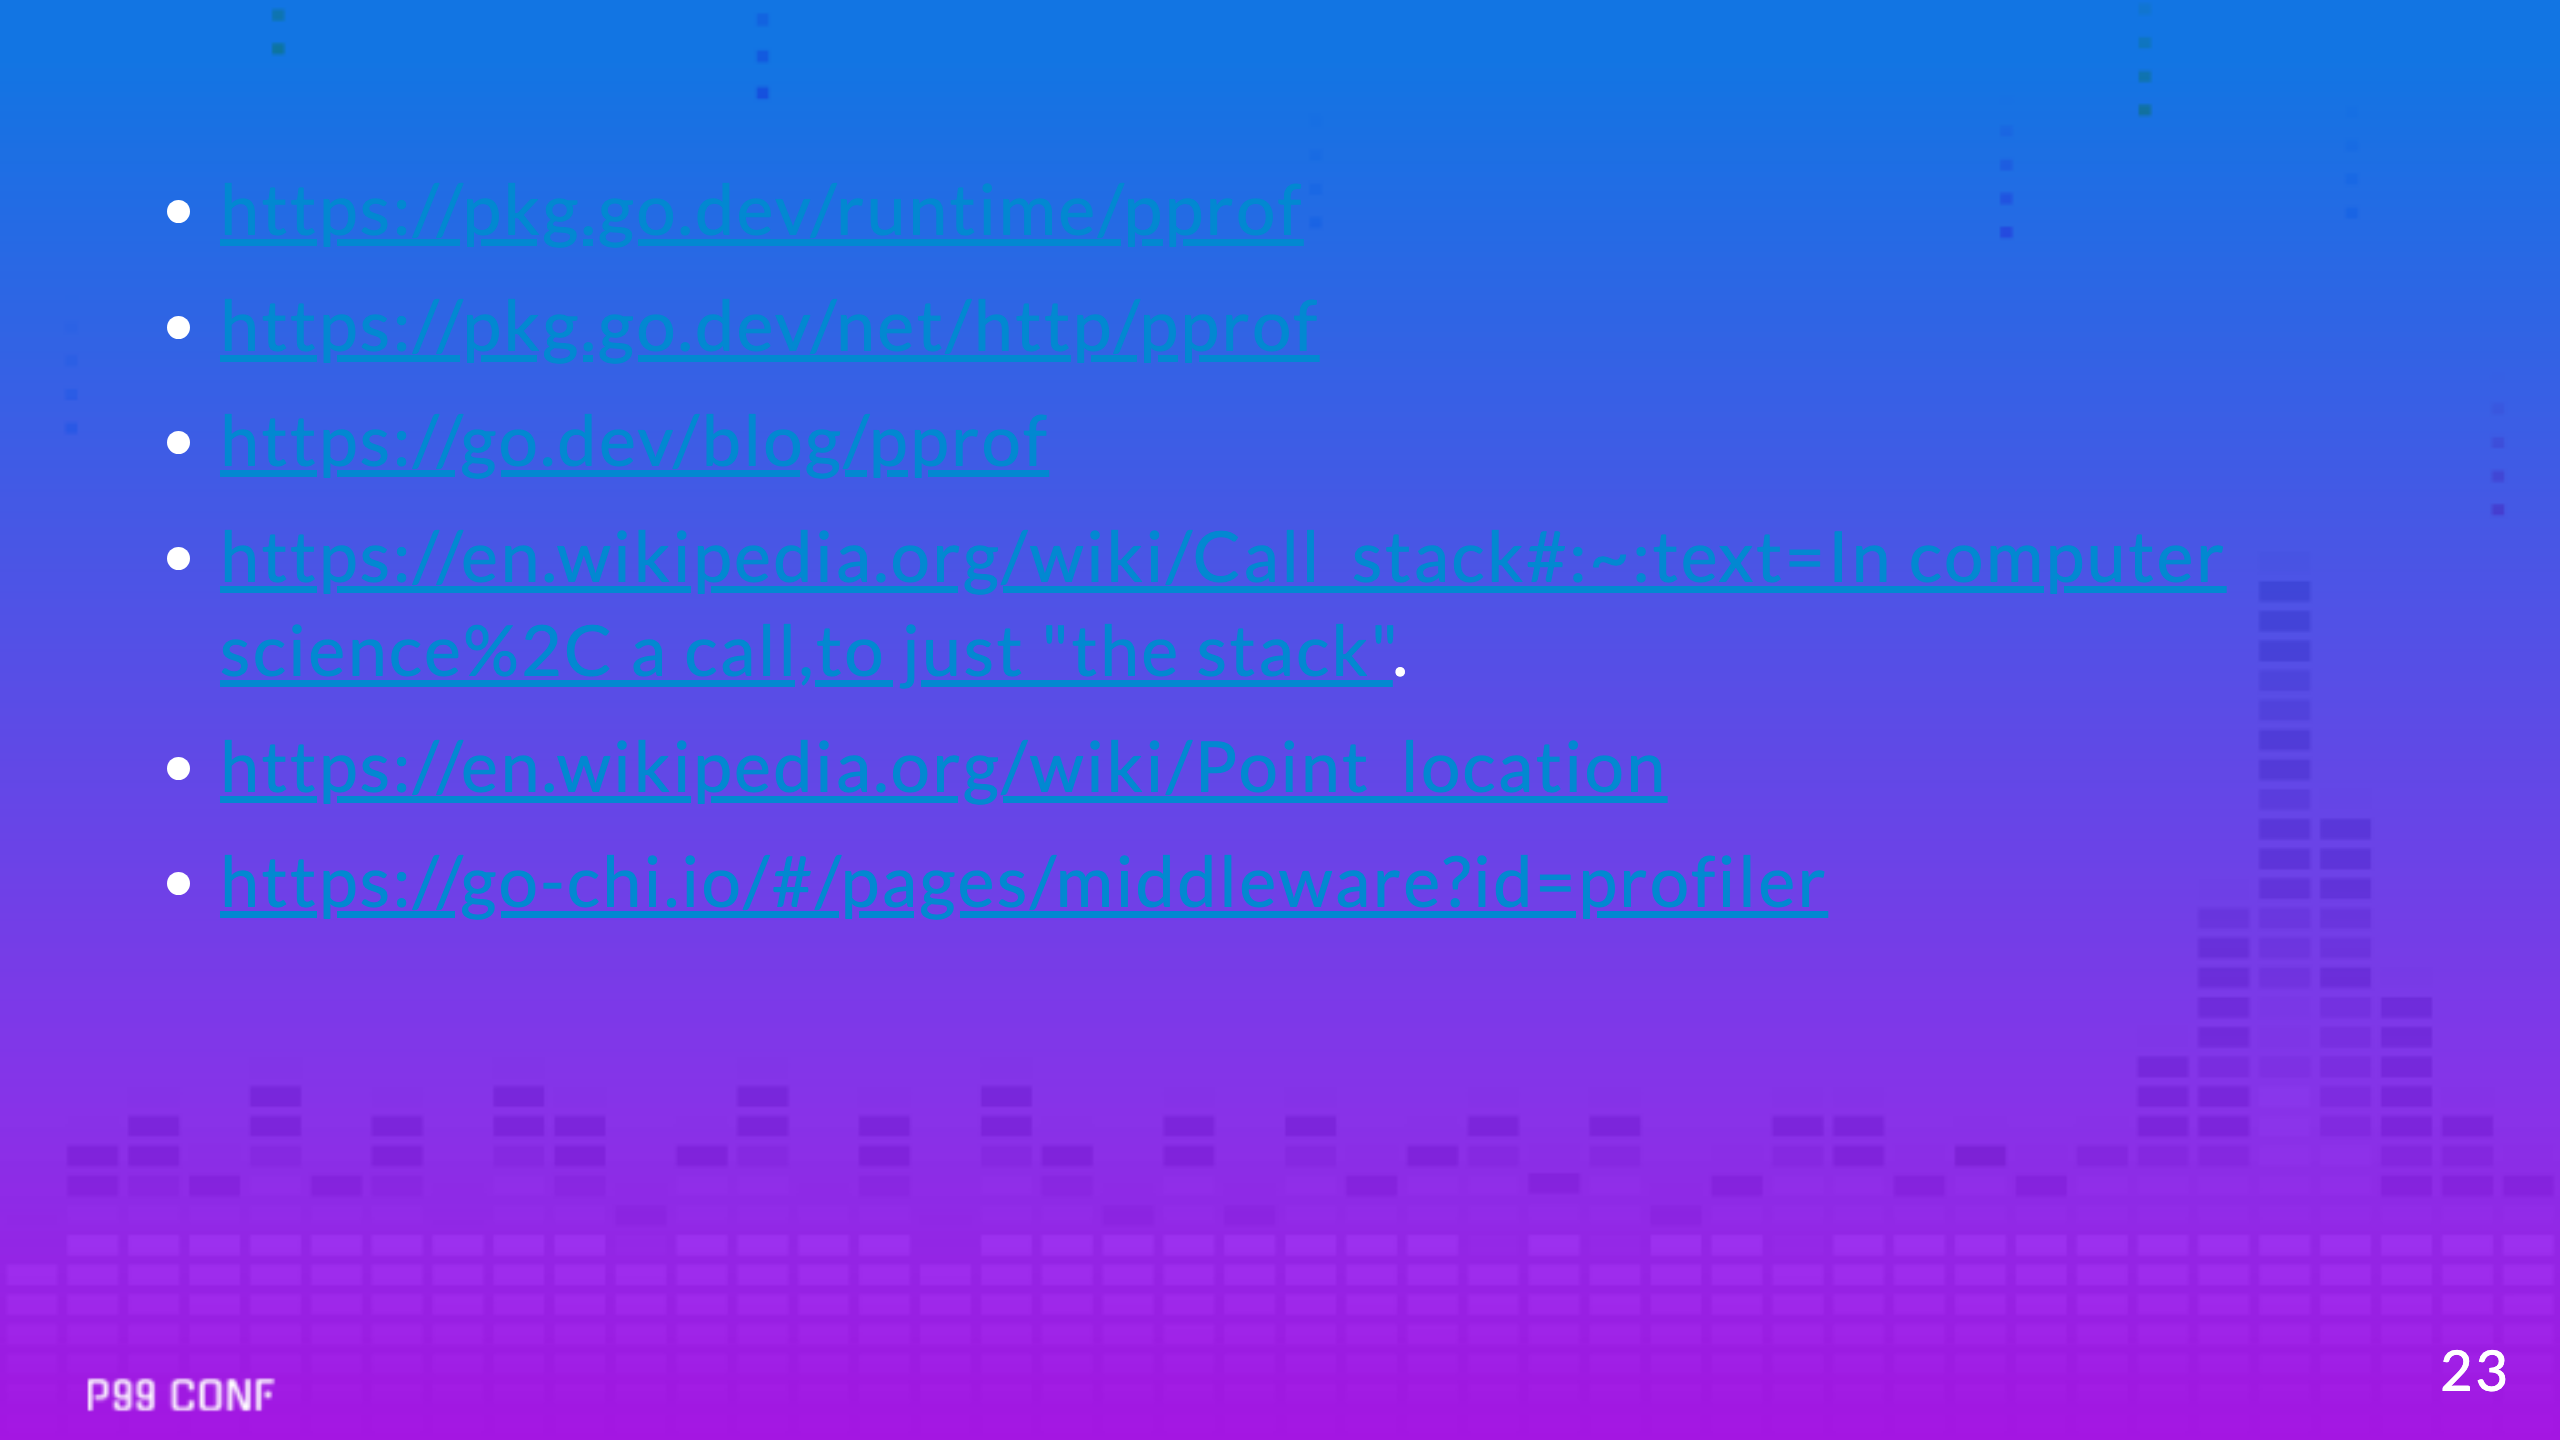 • https://pkg.go.dev/runtime/pprof
• https://pkg.go.dev/net/http/pprof
• https://go.dev/blog/pprof
• https://en.wikipedia.org/wiki/Call_stack#:~:text=In computer
science%2C a call,to just "the stack".
• https://en.wikipedia.org/wiki/Point_location
• https://go-chi.io/#/pages/middleware?id=profiler
P99 CONF
23